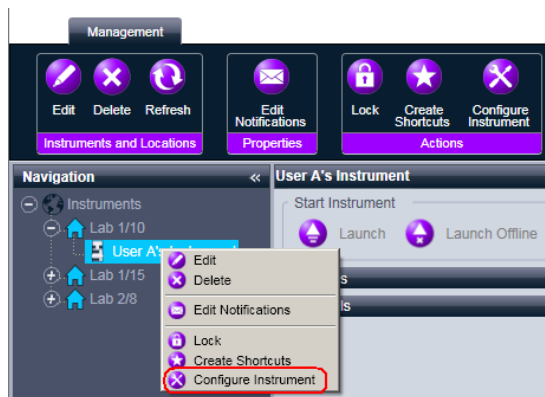 Management
Edit Delete Refresh Edit Notifications Lock Create Shortcuts Configure Instrument
Instruments and Locations Properties Actions
Navigation « User A's Instrument
Instruments
Start Instrument
Lab 1/10
Launch Launch Offline
User A's
Edit
Lab 1/15
Delete
Lab 2/8
Edit Notifications
Lock
Create Shortcuts
Configure Instrument